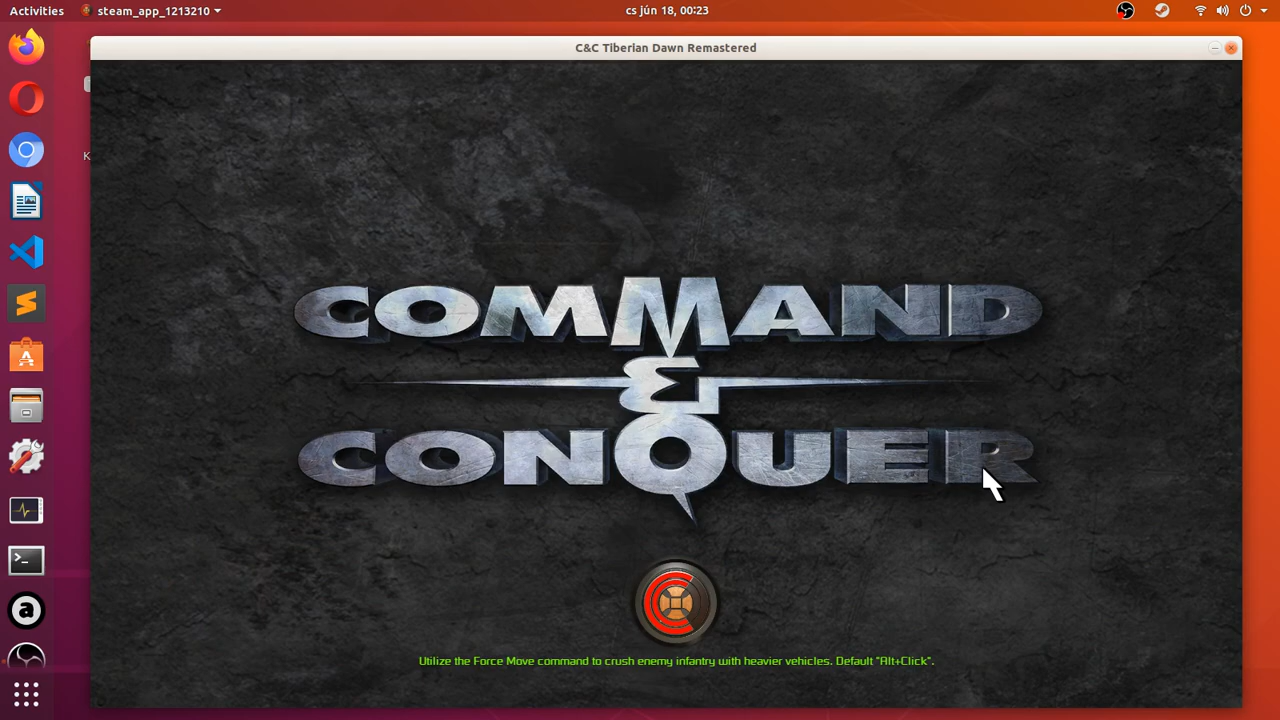 Activities
steam_app_1213210
cs jún 18, 00:23
C&C Tiberian Dawn Remastered
K
COMMAND
&
CONQUER
Utilize the Force Move command to crush enemy infantry with heavier vehicles. Default "Alt+Click".